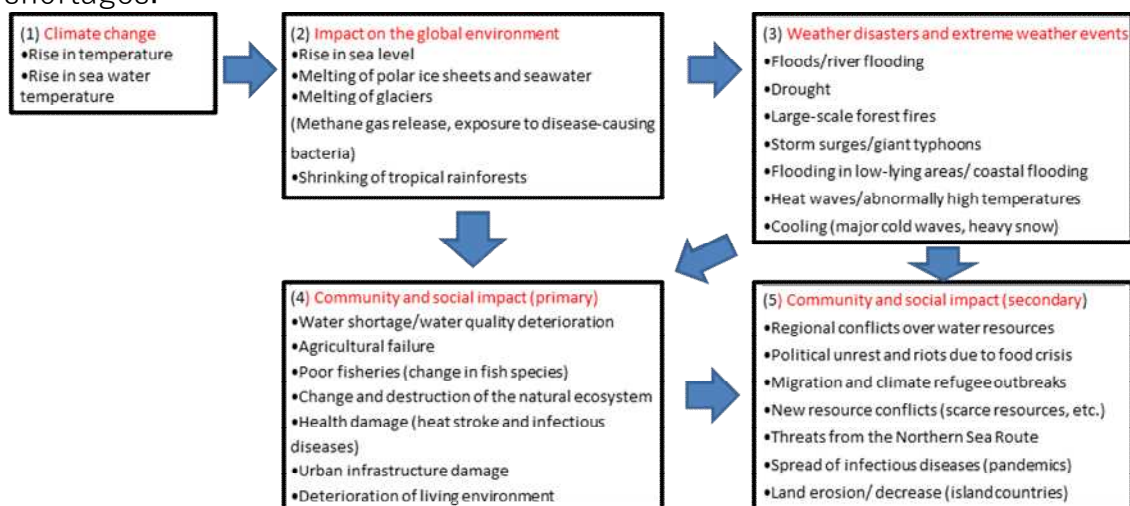 shortages.
(1) Climate change
•Rise in temperature
•Rise in sea water
temperature
(2) Impact on the global environment
•Rise in sea level
•Melting of polar ice sheets and seawater
•Melting of glaciers
(Methane gas release, exposure to disease-causing
bacteria)
•Shrinking of tropical rainforests
(3) Weather disasters and extreme weather events
•Floods/river flooding
•Drought
•Large-scale forest fires
•Storm surges/giant typhoons
•Flooding in low-lying areas/ coastal flooding
•Heat waves/abnormally high temperatures
•Cooling (major cold waves, heavy snow)
(4) Community and social impact (primary)
•Water shortage/water quality deterioration
•Agricultural failure
•Poor fisheries (change in fish species)
•Change and destruction of the natural ecosystem
•Health damage (heat stroke and infectious
diseases)
•Urban infrastructure damage
•Deterioration of living environment
(5) Community and social impact (secondary)
•Regional conflicts over water resources
•Political unrest and riots due to food crisis
•Migration and climate refugee outbreaks
•New resource conflicts (scarce resources, etc.)
•Threats from the Northern Sea Route
•Spread of infectious diseases (pandemics)
•Land erosion/ decrease (island countries)